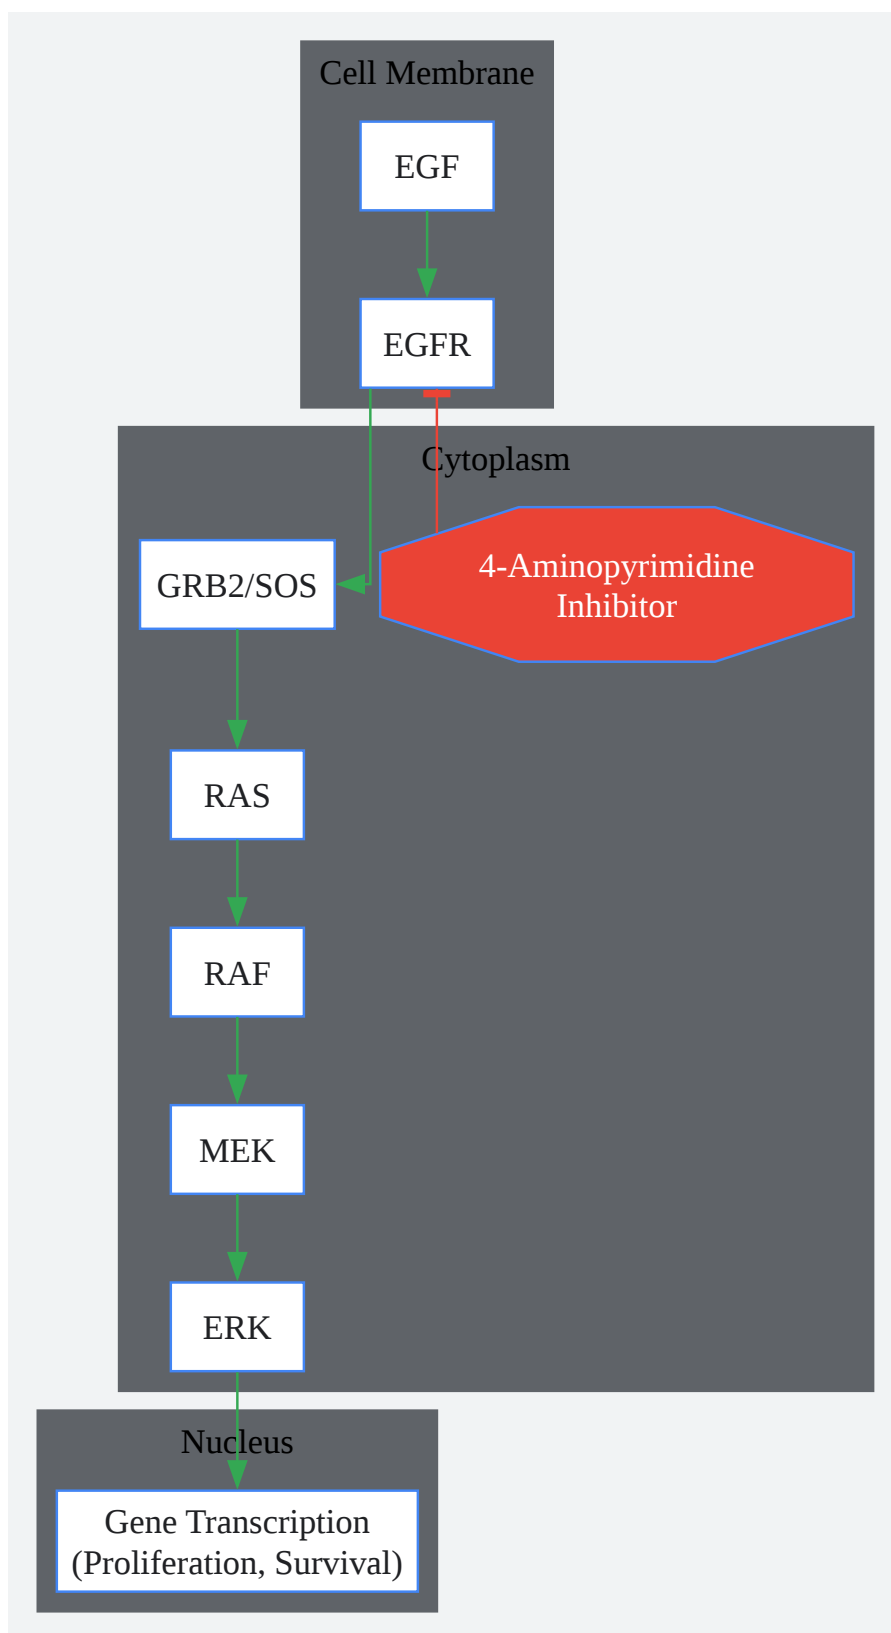 Cell Membrane
EGF
EGFR
Cytoplasm
GRB2/SOS
4-Aminopyrimidine
Inhibitor
RAS
RAF
MEK
ERK
Nucleus
Gene Transcription
(Proliferation, Survival)